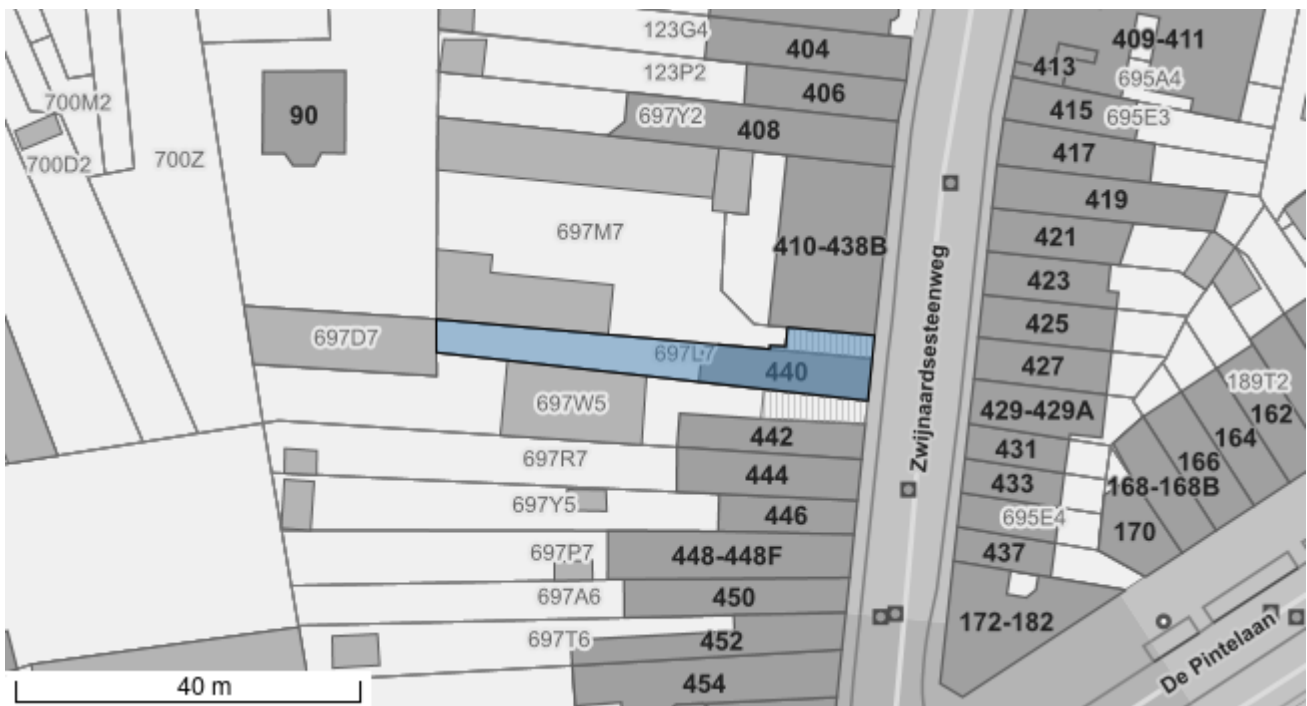 123G4
404
409-411
413
695A4
123P2
406
90
700M2
697Y2
408
415
695E3
700D2
700Z
417
419
697M7
410-438B
421
423
Zwijnaardsesteenweg
425
697D7
697L7
440
427
189T2
429-429A
162
697W5
442
431
164
697R7
444
433
166
168-168B
697Y5
446
695E4
170
697P7
448-448F
437
697A6
450
172-182
697T6
452
De Pintelaan
454
40 m